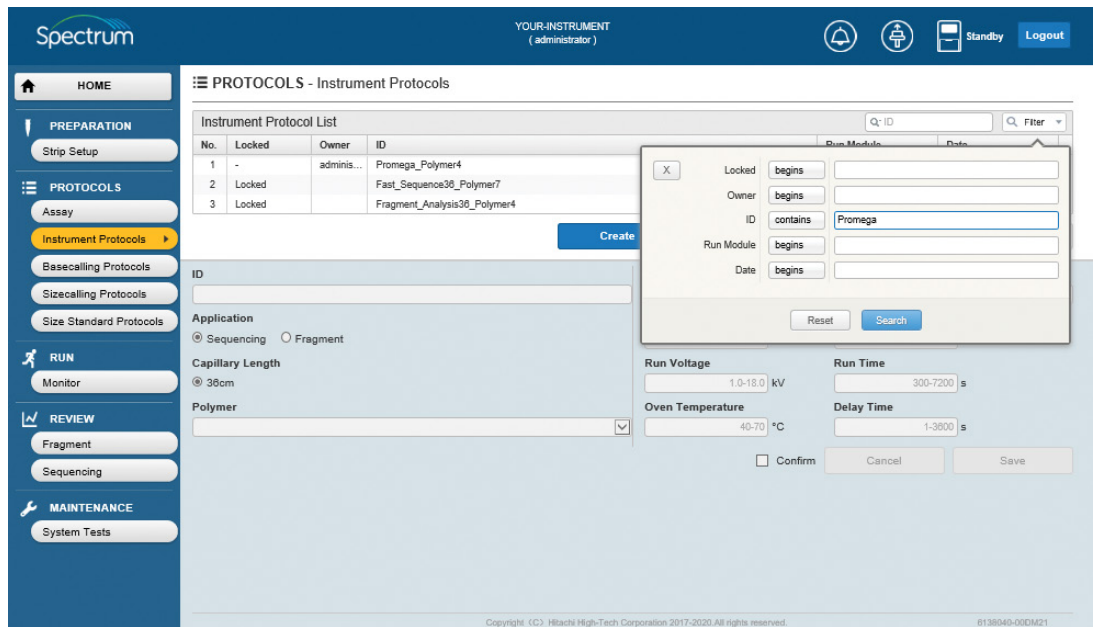 Spectrum
YOUR-INSTRUMENT
( administrator )
Standby
Logout
HOME
PREPARATION
Strip Setup
PROTOCOLS
Assay
Instrument Protocols
Basecalling Protocols
Sizecalling Protocols
Size Standard Protocols
RUN
Monitor
REVIEW
Fragment
Sequencing
MAINTENANCE
System Tests
PROTOCOLS - Instrument Protocols
Instrument Protocol List
ID
Filter
No. Locked Owner ID Run Module Date
1 - adminis... Promega_Polymer4
2 Locked Fast_Sequence36_Polymer7
3 Locked Fragment_Analysis36_Polymer4
Create
X
Locked begins
Owner begins
ID contains Promega
Run Module begins
Date begins
Reset Search
ID
Application
Sequencing Fragment
Capillary Length
36cm
Polymer
Run Voltage Run Time
1.0-18.0 kV 300-7200 s
Oven Temperature Delay Time
40-70 °C 1-3600 s
Confirm Cancel Save
Copyright (C) Hitachi High-Tech Corporation 2017-2020.All rights reserved.
6138040-00DM21